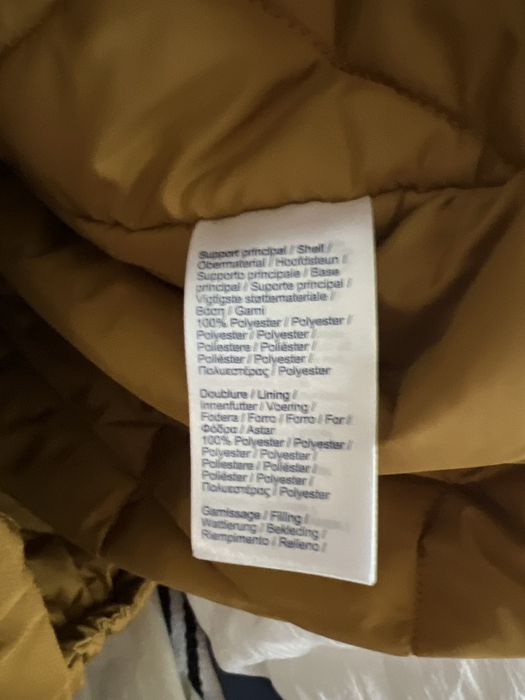 Support principal / Shell /
Obermaterial / Hoofdsteun /
Supporto principale / Base
principal / Suporte principal /
Vigtigste støttemateriale /
Βάση / Garni
100% Polyester / Polyester /
Polyester / Polyester /
Poliestere / Poliéster /
Poliéster / Polyester /
Πολυεστέρας / Polyester
Doublure / Lining /
Innenfutter / Voering /
Fodera / Forro / Forro / For /
Φόδρα / Astar
100% Polyester / Polyester /
Polyester / Polyester /
Poliestere / Poliéster /
Poliéster / Polyester /
Πολυεστέρας / Polyester
Garnissage / Filling /
Wattierung / Bekleding /
Riempimento / Relleno /